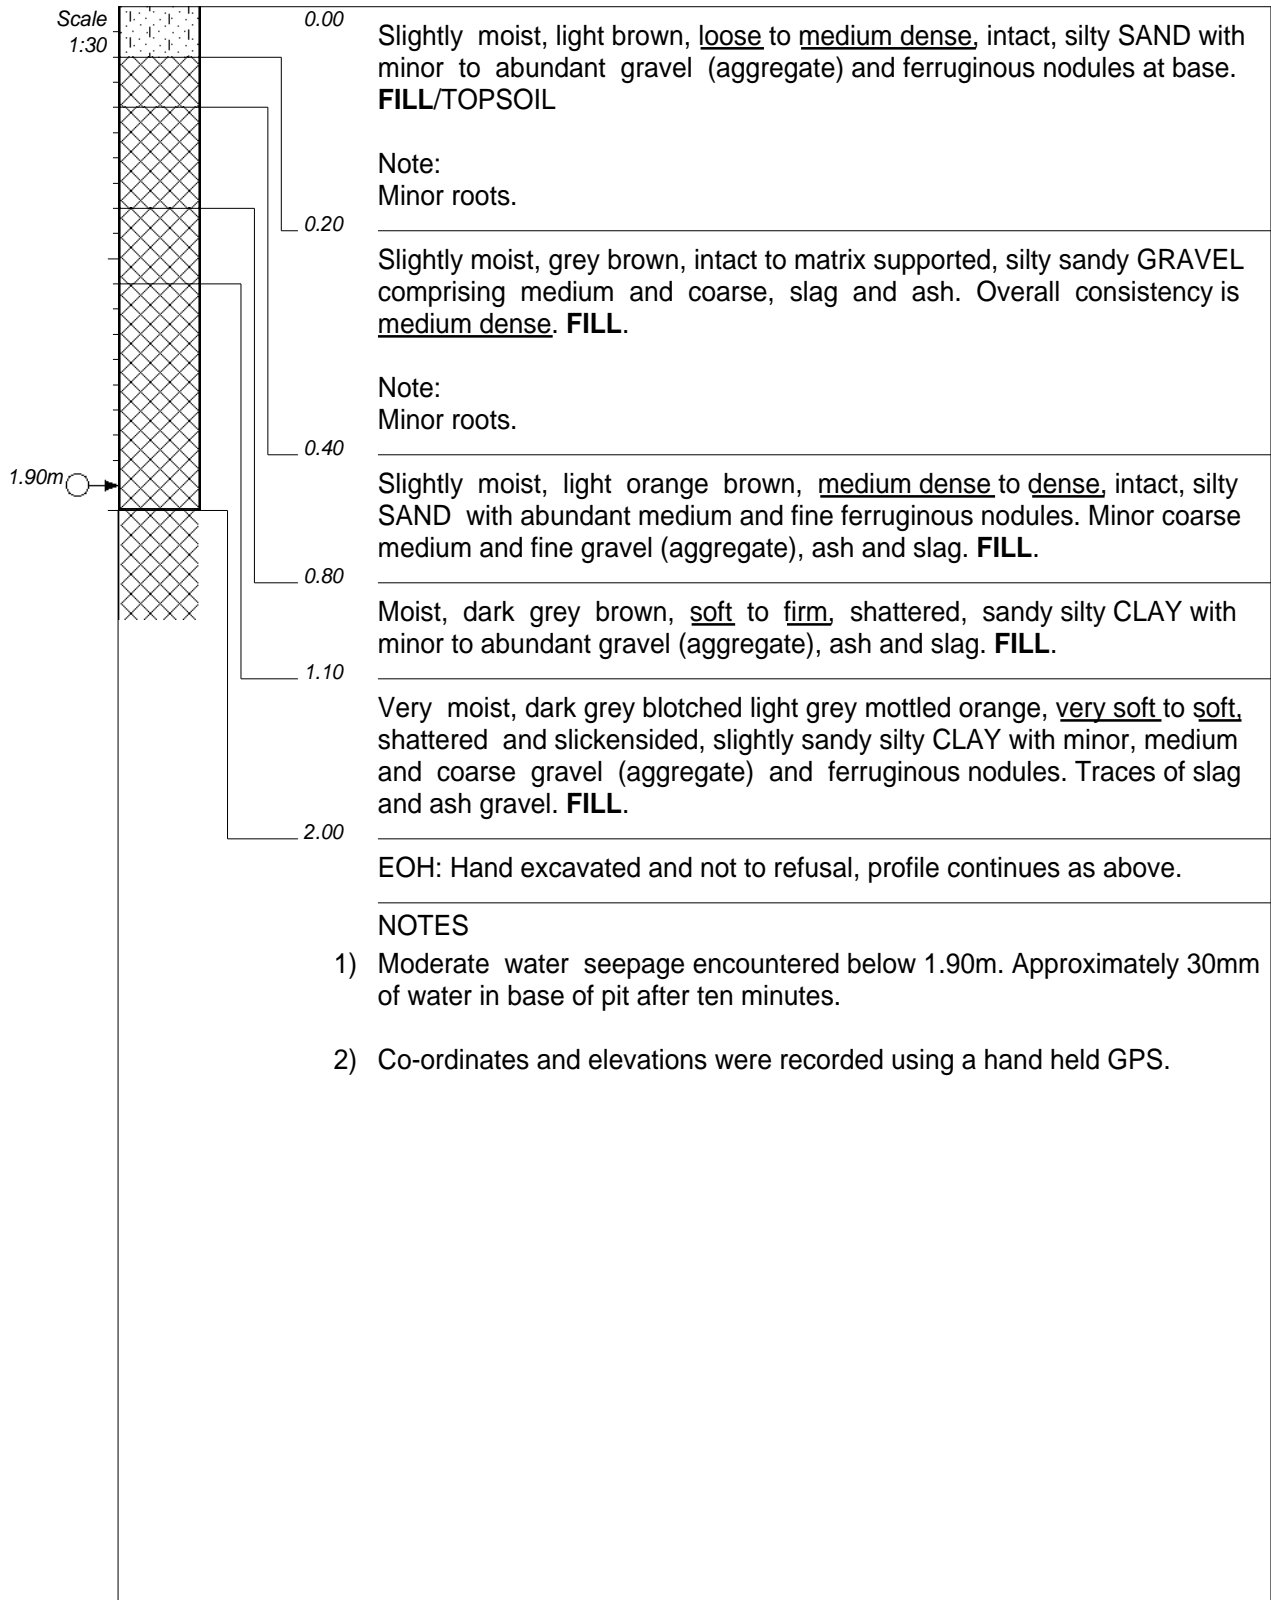 Scale
1:30
0.00
Slightly moist, light brown, loose to medium dense, intact, silty SAND with
minor to abundant gravel (aggregate) and ferruginous nodules at base.
FILL/TOPSOIL
Note:
Minor roots.
0.20
Slightly moist, grey brown, intact to matrix supported, silty sandy GRAVEL
comprising medium and coarse, slag and ash. Overall consistency is
medium dense. FILL.
Note:
Minor roots.
0.40
1.90m
Slightly moist, light orange brown, medium dense to dense, intact, silty
SAND with abundant medium and fine ferruginous nodules. Minor coarse
medium and fine gravel (aggregate), ash and slag. FILL.
0.80
Moist, dark grey brown, soft to firm, shattered, sandy silty CLAY with
minor to abundant gravel (aggregate), ash and slag. FILL.
1.10
Very moist, dark grey blotched light grey mottled orange, very soft to soft,
shattered and slickensided, slightly sandy silty CLAY with minor, medium
and coarse gravel (aggregate) and ferruginous nodules. Traces of slag
and ash gravel. FILL.
2.00
EOH: Hand excavated and not to refusal, profile continues as above.
NOTES
1) Moderate water seepage encountered below 1.90m. Approximately 30mm
of water in base of pit after ten minutes.
2) Co-ordinates and elevations were recorded using a hand held GPS.